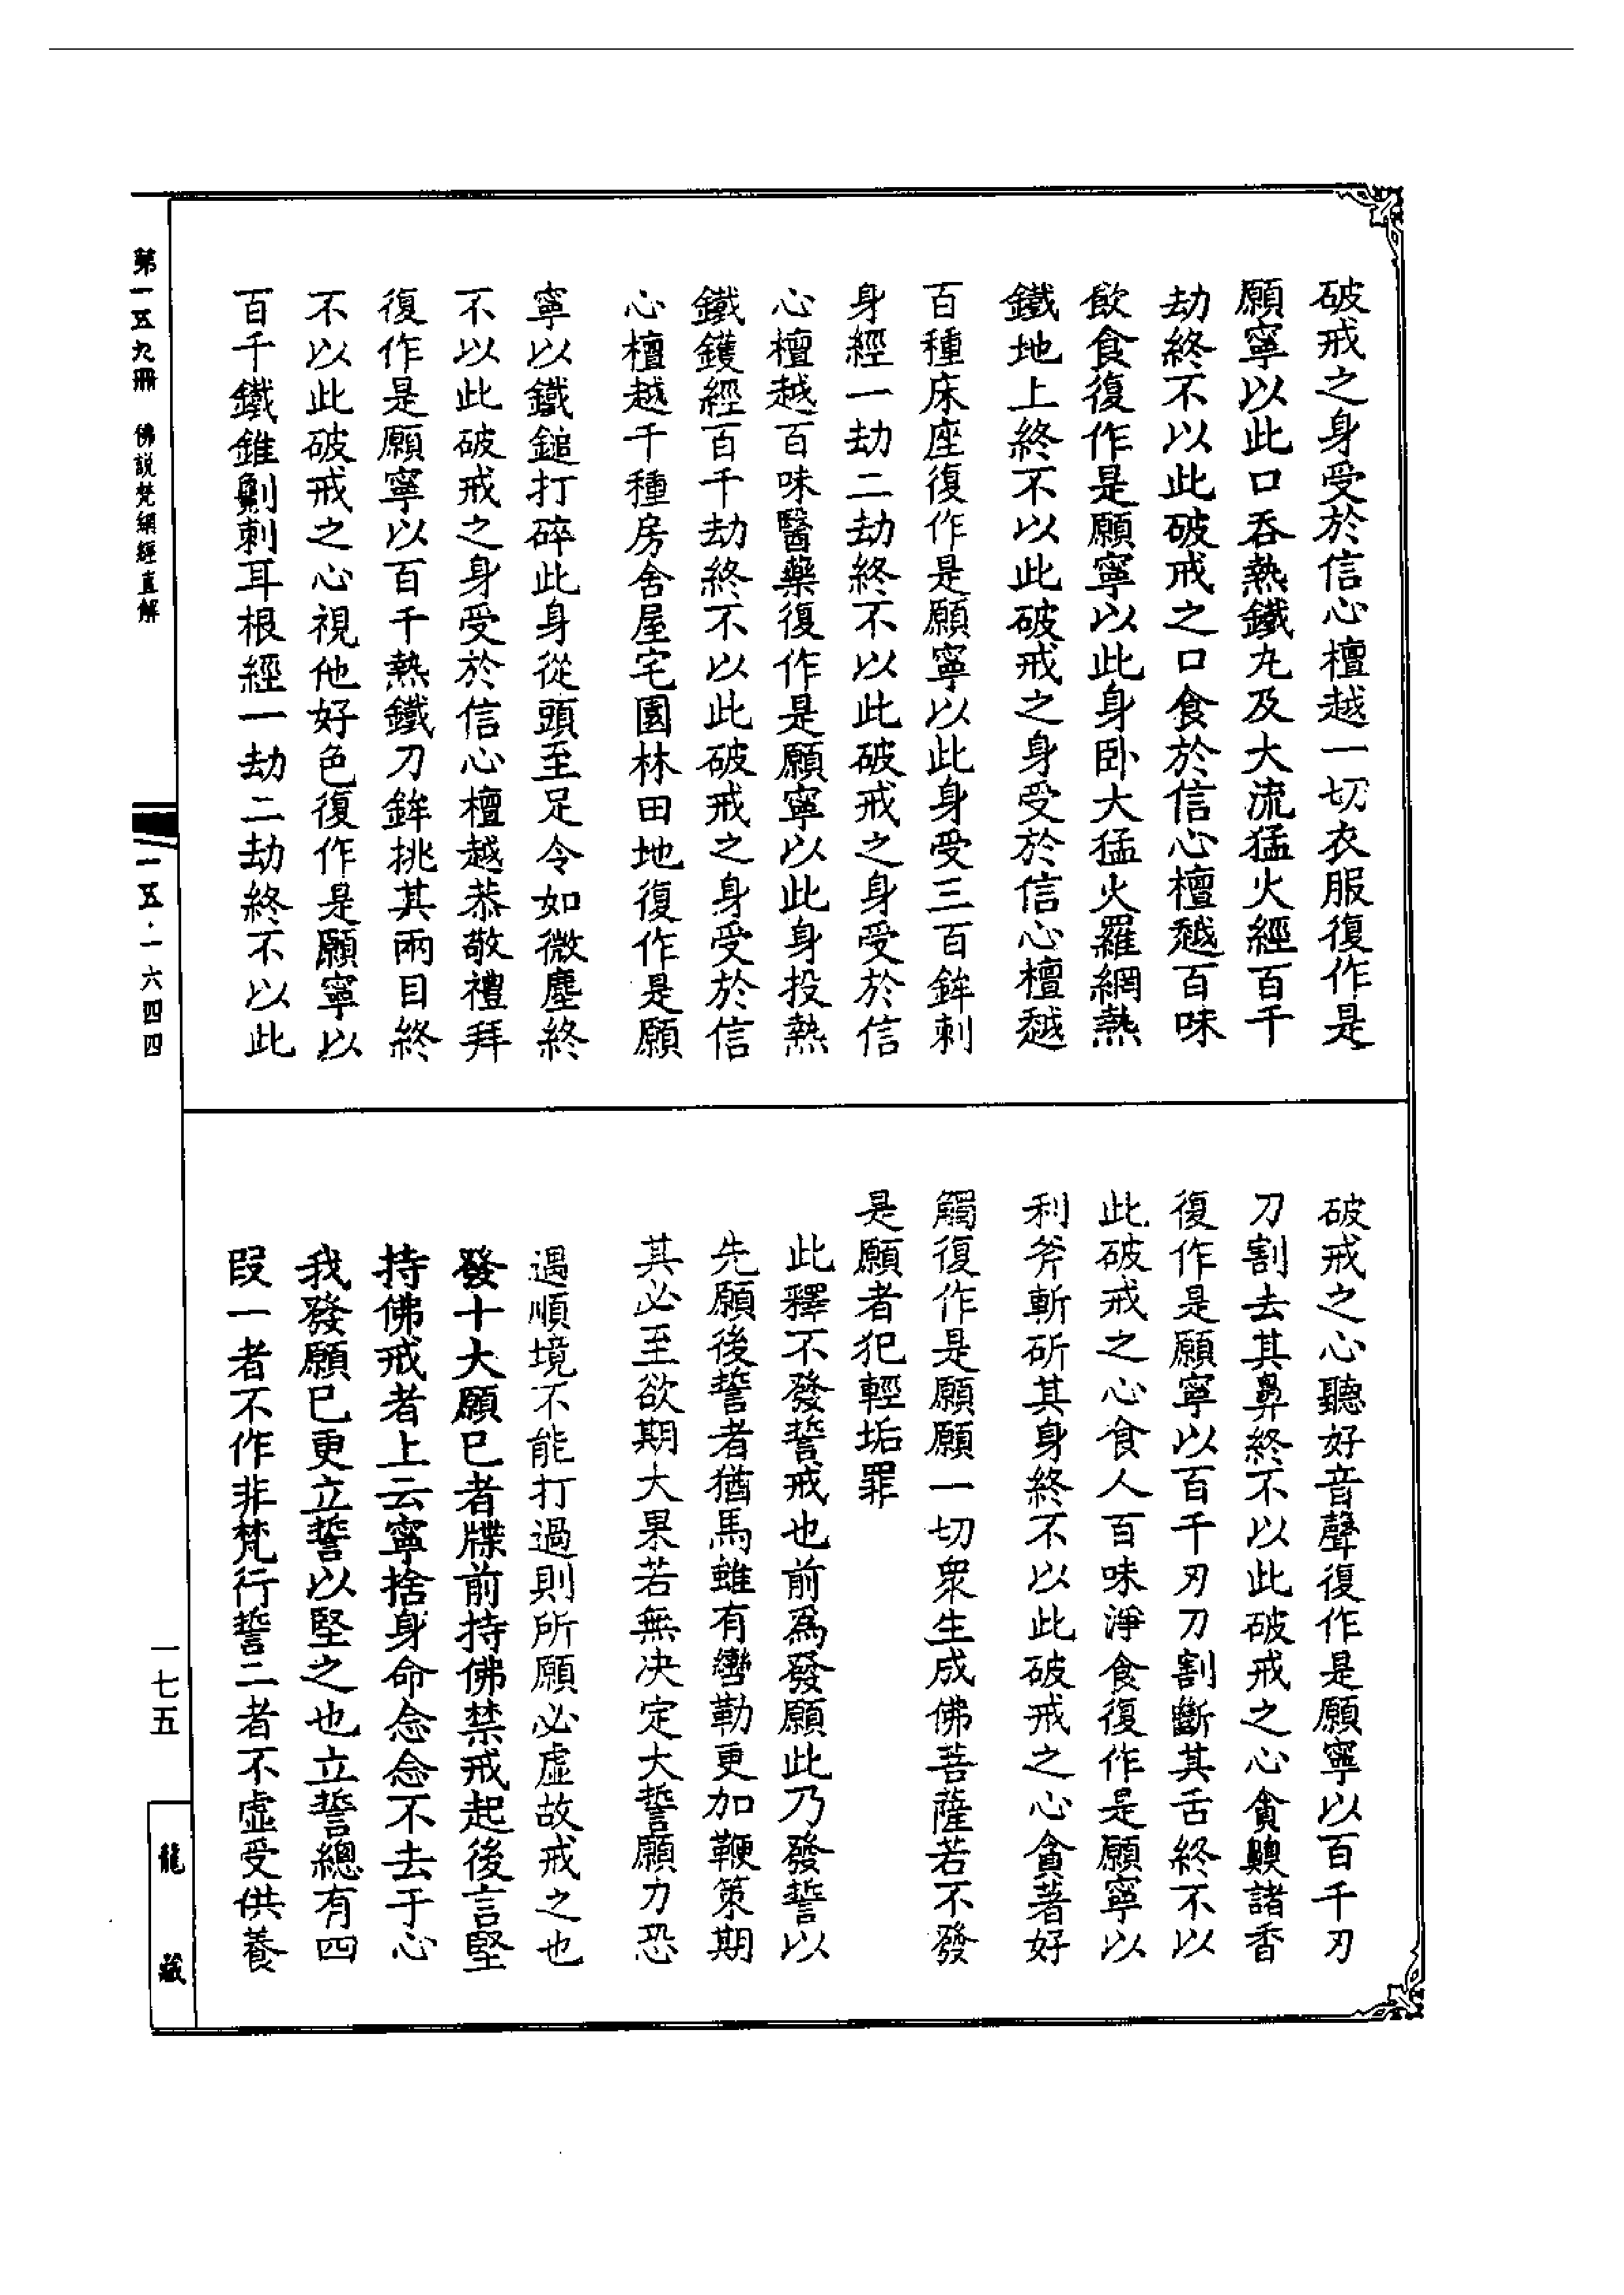 破戒之身受於信心檀越一切衣服復作是
願寧以此口吞熱鐵丸及大流猛火經百千
劫終不以此破戒之口食於信心檀越百味
飲食復作是願寧以此身臥大猛火羅網熱
鐵地上終不以此破戒之身受於信心檀越
百種床座復作是願寧以此身受三百鉾刺
身經一劫二劫終不以此破戒之身受於信
心檀越百味醫藥復作是願寧以此身投熱
鐵鑊經百千劫終不以此破戒之身受於信
心檀越千種房舍屋宅園林田地復作是願
寧以鐵鎚打碎此身從頭至足令如微塵終
不以此破戒之身受於信心檀越恭敬禮拜
復作是願寧以百千熱鐵刀鉾挑其兩目終
不以此破戒之心視他好色復作是願寧以
百千鐵錐劖刺耳根經一劫二劫終不以此
破戒之心聽好音聲復作是願寧以百千刃
刀割去其鼻終不以此破戒之心貪齅諸香
復作是願寧以百千刃刀割斷其舌終不以
此破戒之心食人百味淨食復作是願寧以
利斧斬斫其身終不以此破戒之心貪著好
觸復作是願願一切眾生成佛菩薩若不發
是願者犯輕垢罪
此釋不發誓戒也前為發願此乃發誓以
先願後誓者猶馬雖有轡勒更加鞭策期
其必至欲期大果若無決定大誓願力恐
遇順境不能打過則所願必虛故戒之也
發十大願已者牒前持佛禁戒起後言堅
持佛戒者上云寧捨身命念念不去于心
我發願已更立誓以堅之也立誓總有四
段一者不作非梵行誓二者不虛受供養
第一五九冊 佛說梵網經直解
一五·一六四四
一七五
龍藏